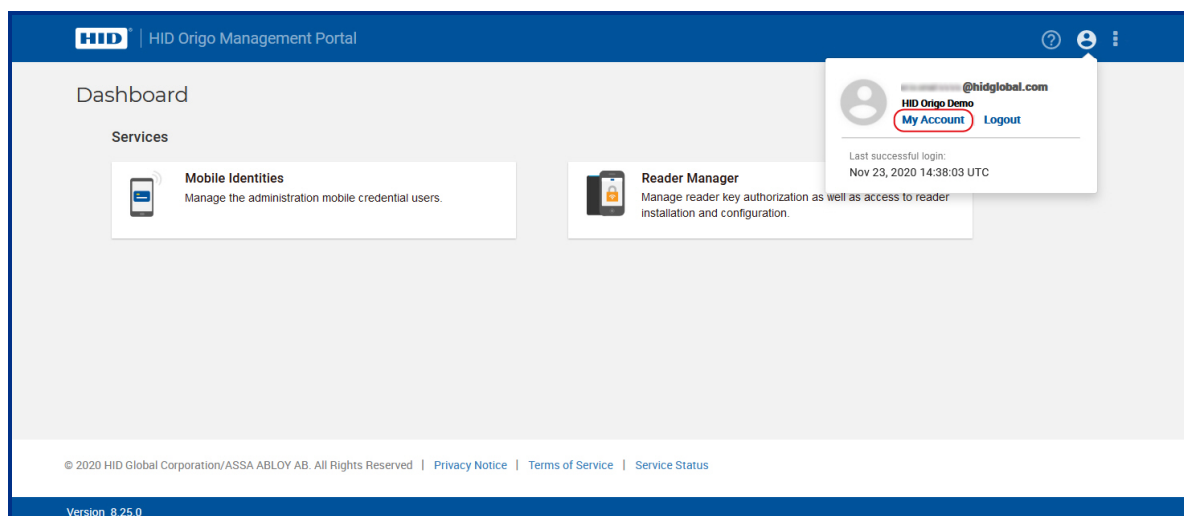 HID | HID Origo Management Portal
Dashboard
@hidglobal.com
HID Origo Demo
My Account Logout
Last successful login:
Nov 23, 2020 14:38:03 UTC
Services
Mobile Identities
Manage the administration mobile credential users.
Reader Manager
Manage reader key authorization as well as access to reader
installation and configuration.
© 2020 HID Global Corporation/ASSA ABLOY AB. All Rights Reserved | Privacy Notice | Terms of Service | Service Status
Version 8.25.0